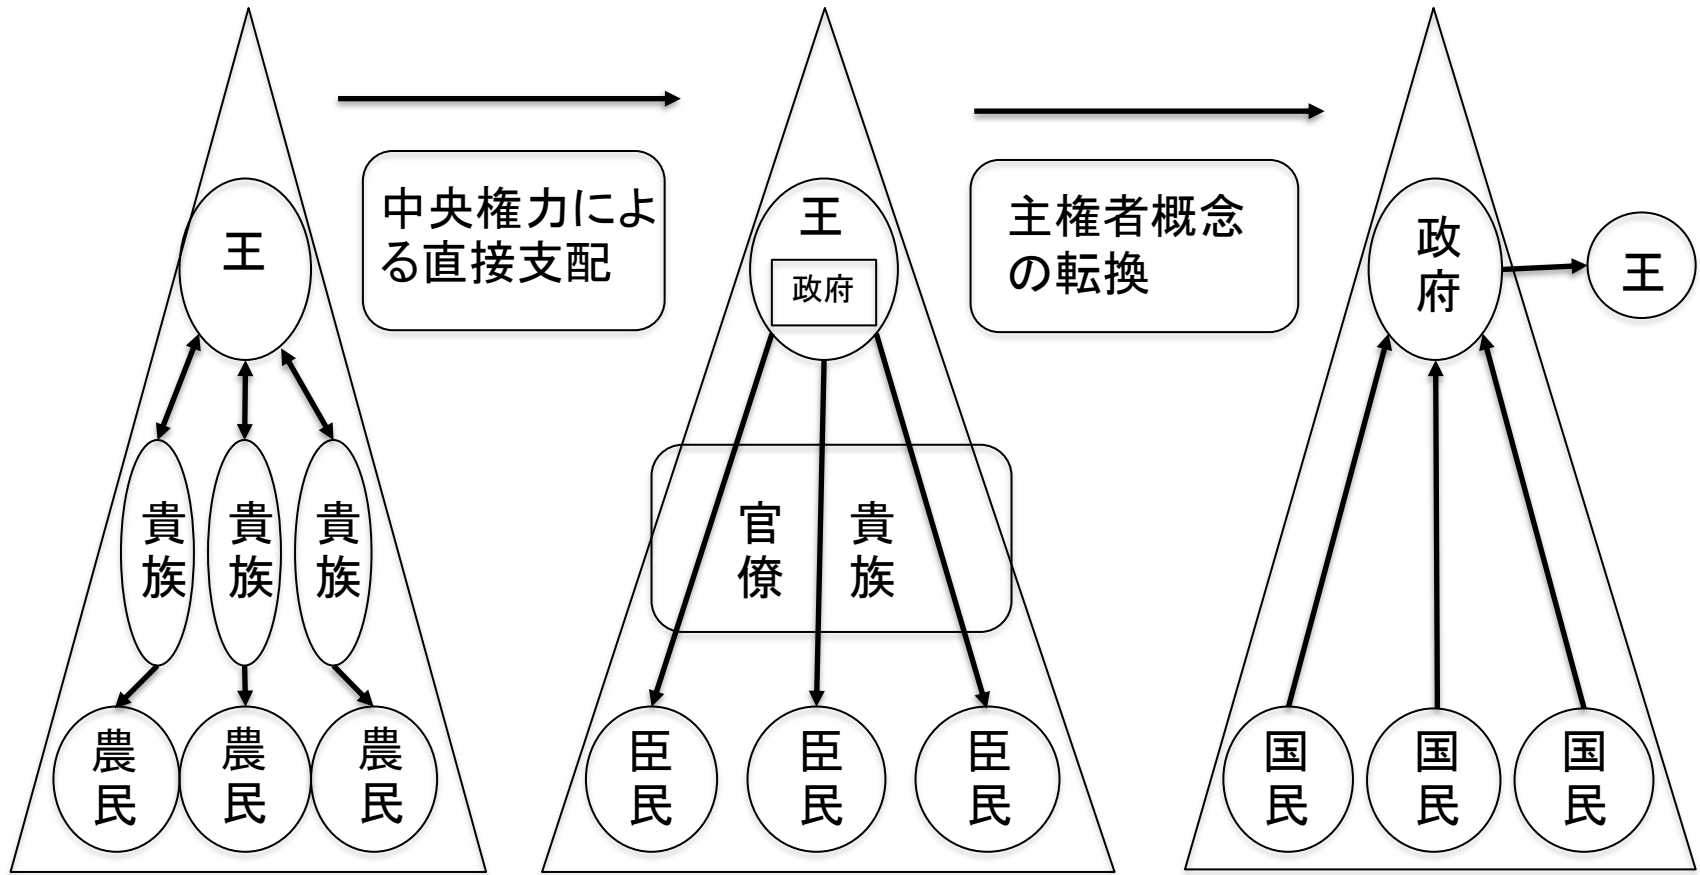 王
貴族
貴族
貴族
農民
農民
農民
中央権力によ
る直接支配
王
政府
官僚
貴族
臣民
臣民
臣民
主権者概念
の転換
政府
王
国民
国民
国民